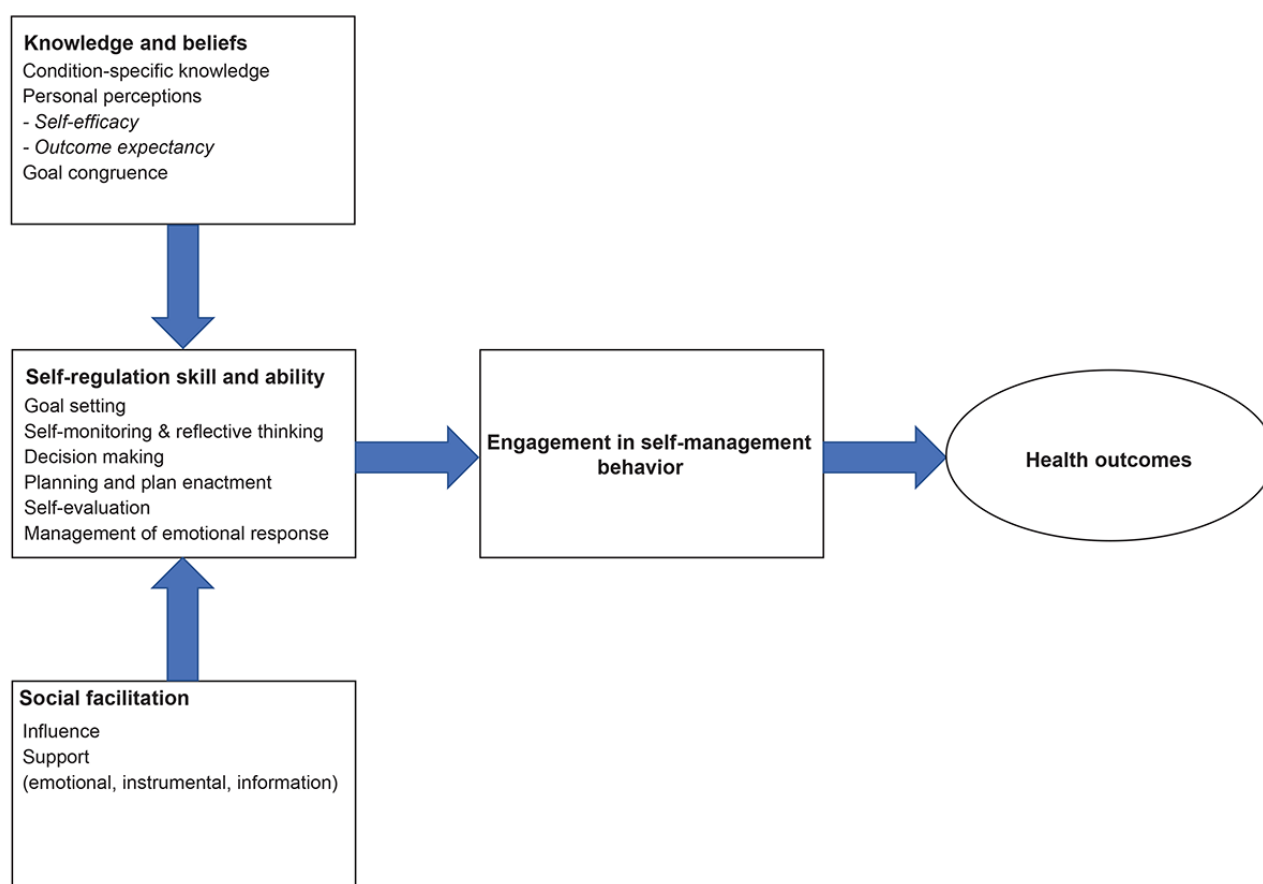 Knowledge and beliefs
Condition-specific knowledge
Personal perceptions
- Self-efficacy
- Outcome expectancy
Goal congruence
Self-regulation skill and ability
Goal setting
Self-monitoring & reflective thinking
Decision making
Planning and plan enactment
Self-evaluation
Management of emotional response
Engagement in self-management
behavior
Health outcomes
Social facilitation
Influence
Support
(emotional, instrumental, information)